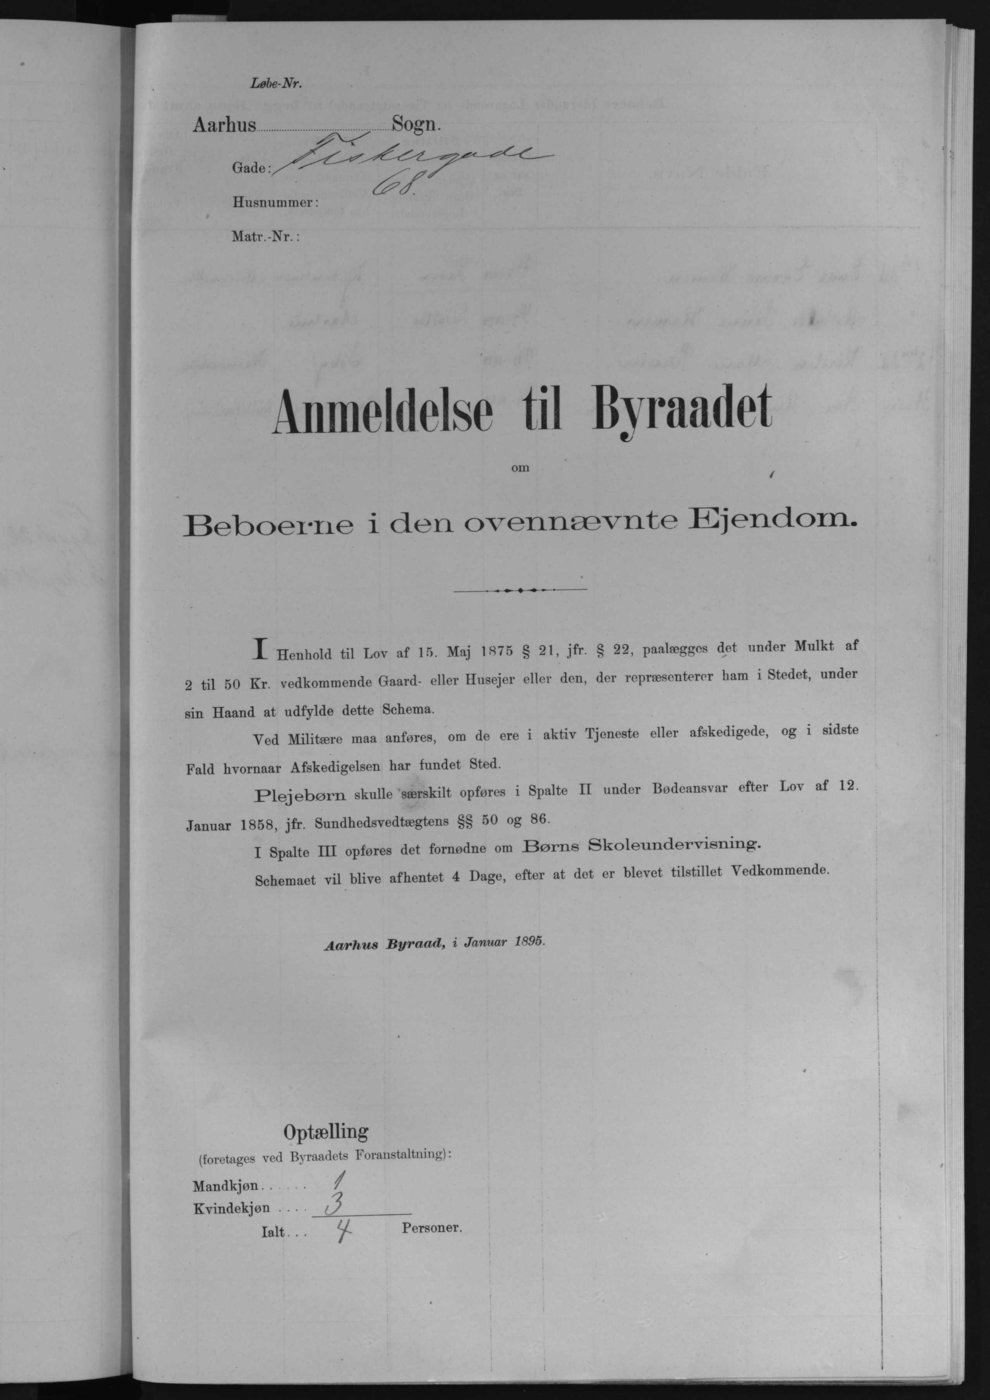 Løbe-Nr.
Aarhus Sogn.
Gade: Fiskergade
68.
Husnummer:
Matr.-Nr.:
Anmeldelse til Byraadet
om
Beboerne i den ovennævnte Ejendom.
I Henhold til Lov af 15. Maj 1875 § 21, jfr. § 22, paalægges det under Mulkt af
2 til 50 Kr. vedkommende Gaard- eller Husejer eller den, der repræsenterer ham i Stedet, under
sin Haand at udfylde dette Schema.
Ved Militære maa anføres, om de ere i aktiv Tjeneste eller afskedigede, og i sidste
Fald hvornaar Afskedigelsen har fundet Sted.
Plejebørn skulle særskilt opføres i Spalte II under Bødeansvar efter Lov af 12.
Januar 1858, jfr. Sundhedsvedtægtens §§ 50 og 86.
I Spalte III opføres det fornødne om Børns Skoleundervisning.
Schemaet vil blive afhentet 4 Dage, efter at det er blevet tilstillet Vedkommende.
Aarhus Byraad, i Januar 1895.
Optælling
(foretages ved Byraadets Foranstaltning):
Mandkjøn...... 1
Kvindekjøn .... 3
Ialt... 4 Personer.